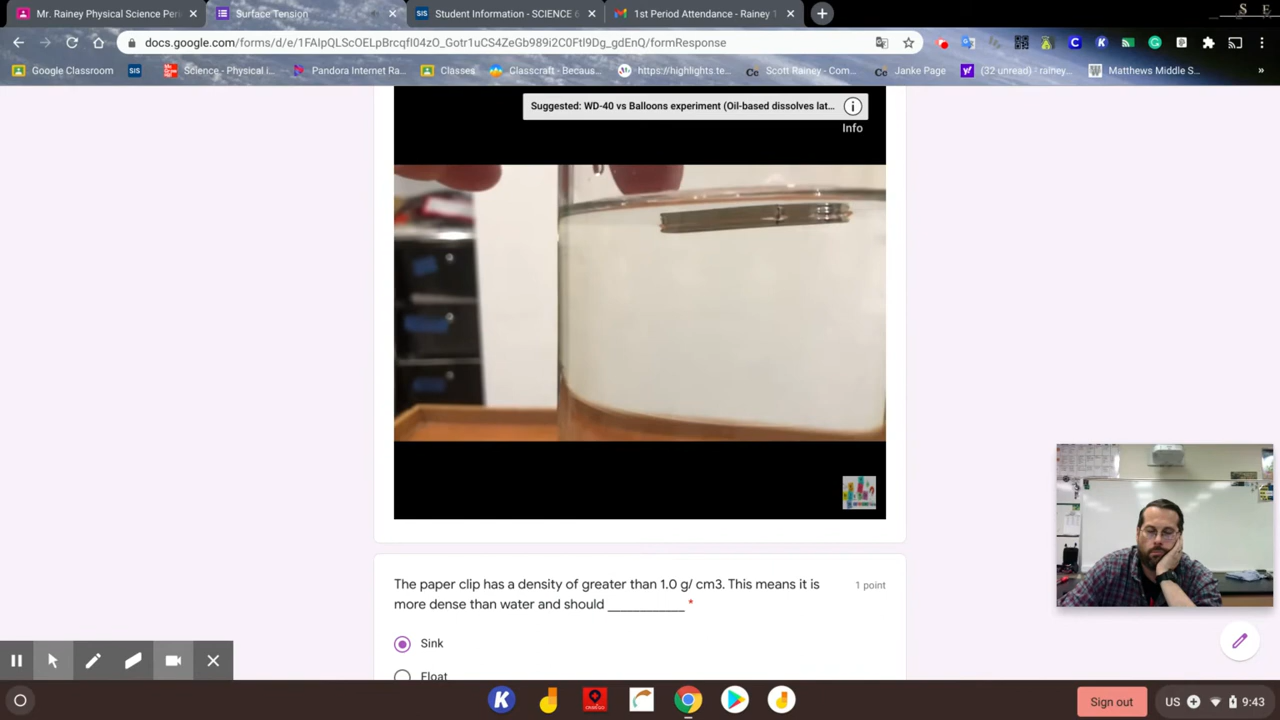 S E
Mr. Rainey Physical Science Per
Surface Tension
Student Information - SCIENCE 6
1st Period Attendance - Rainey 1
docs.google.com/forms/d/e/1FAIpQLScOELpBrcqfI04zO_Gotr1uCS4ZeGb989i2C0Ftl9Dg_gdEnQ/formResponse
Google Classroom
SIS
Science - Physical i...
Pandora Internet Ra...
Classes
Classcraft - Becaus...
https://highlights.te...
Scott Rainey - Com...
Janke Page
(32 unread) - rainey...
Matthews Middle S...
»
Suggested: WD-40 vs Balloons experiment (Oil-based dissolves lat...
Info
The paper clip has a density of greater than 1.0 g/ cm3. This means it is
more dense than water and should ____________ *
1 point
Sink
Float
Sign out
US
9:43